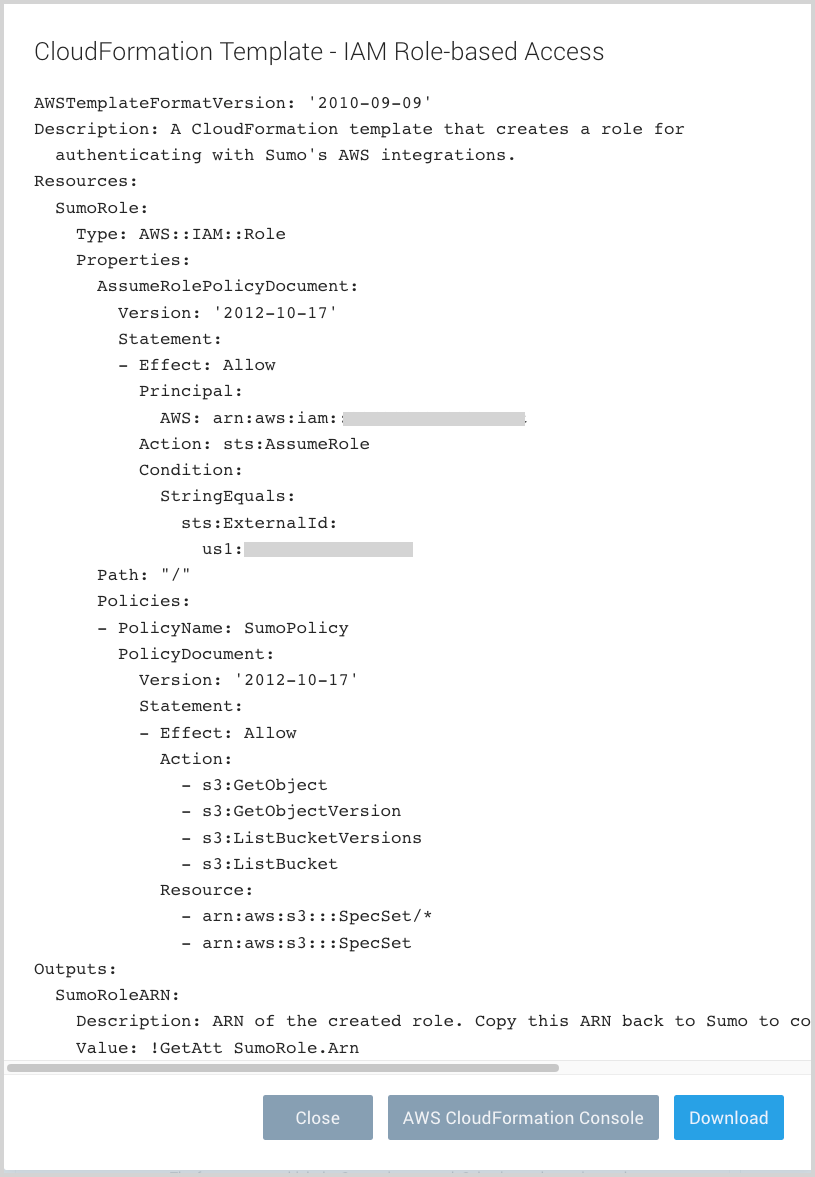 CloudFormation Template - IAM Role-based Access
AWSTemplateFormatVersion: '2010-09-09'
Description: A CloudFormation template that creates a role for
  authenticating with Sumo's AWS integrations.
Resources:
  SumoRole:
    Type: AWS::IAM::Role
    Properties:
      AssumeRolePolicyDocument:
        Version: '2012-10-17'
        Statement:
        - Effect: Allow
          Principal:
            AWS: arn:aws:iam:
          Action: sts:AssumeRole
          Condition:
            StringEquals:
              sts:ExternalId:
                us1:
      Path: "/"
      Policies:
      - PolicyName: SumoPolicy
        PolicyDocument:
          Version: '2012-10-17'
          Statement:
          - Effect: Allow
            Action:
              - s3:GetObject
              - s3:GetObjectVersion
              - s3:ListBucketVersions
              - s3:ListBucket
            Resource:
              - arn:aws:s3:::SpecSet/*
              - arn:aws:s3:::SpecSet
Outputs:
  SumoRoleARN:
    Description: ARN of the created role. Copy this ARN back to Sumo to co
    Value: !GetAtt SumoRole.Arn
Close
AWS CloudFormation Console
Download